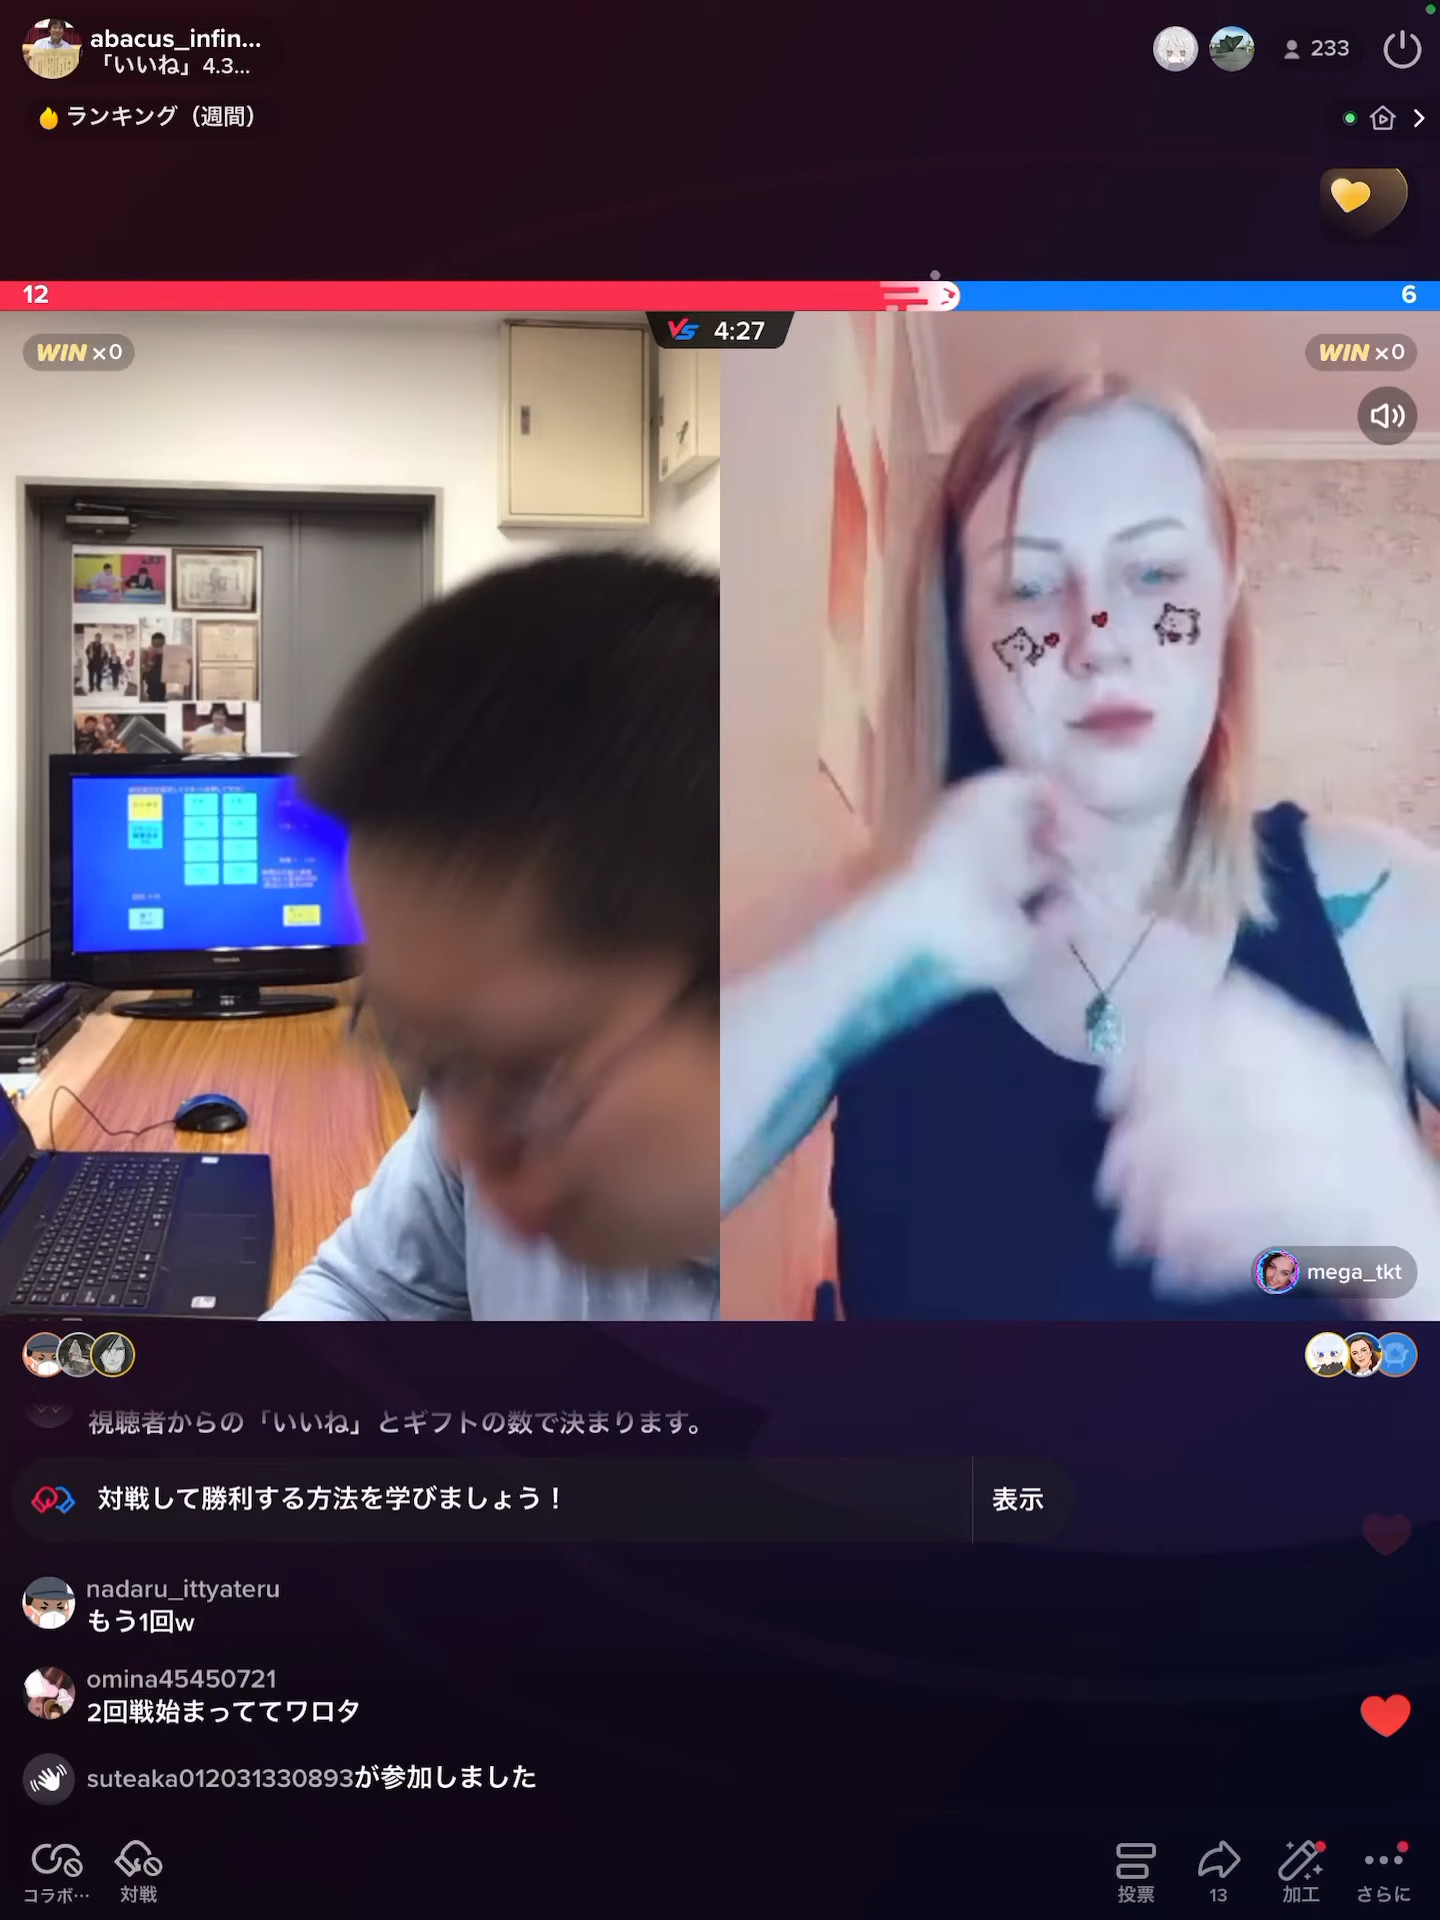 abacus_infin...
「いいね」4.3...
233
ランキング（週間）
12
6
VS 4:27
WIN ×0
WIN ×0
TOSHIBA
mega_tkt
視聴者からの「いいね」とギフトの数で決まります。
対戦して勝利する方法を学びましょう！
表示
nadaru_ittyateru
もう1回w
omina45450721
2回戦始まっててワロタ
suteaka012031330893が参加しました
コラボ…
対戦
投票
13
加工
さらに